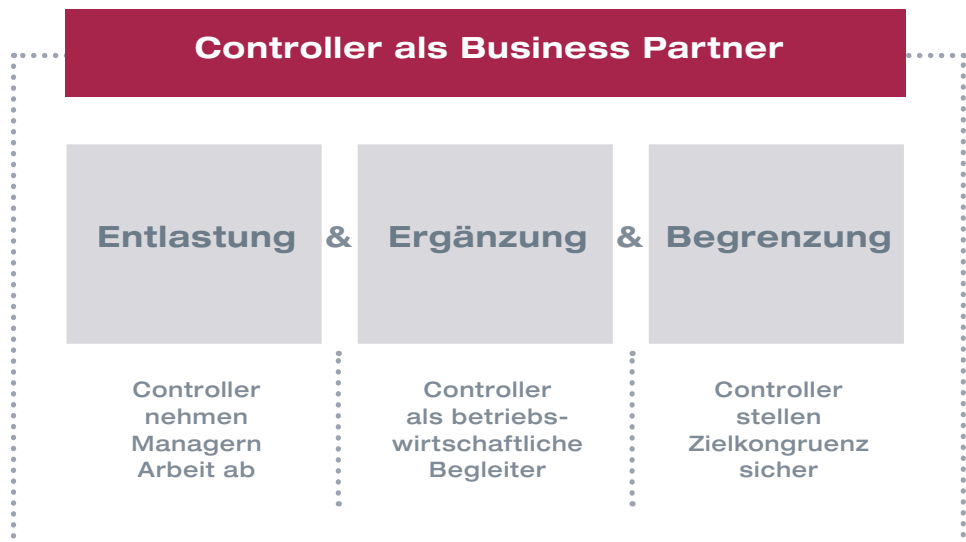 Controller als Business Partner
Entlastung & Ergänzung & Begrenzung
Controller
nehmen
Managern
Arbeit ab
Controller
als betriebs-
wirtschaftliche
Begleiter
Controller
stellen
Zielkongruenz
sicher